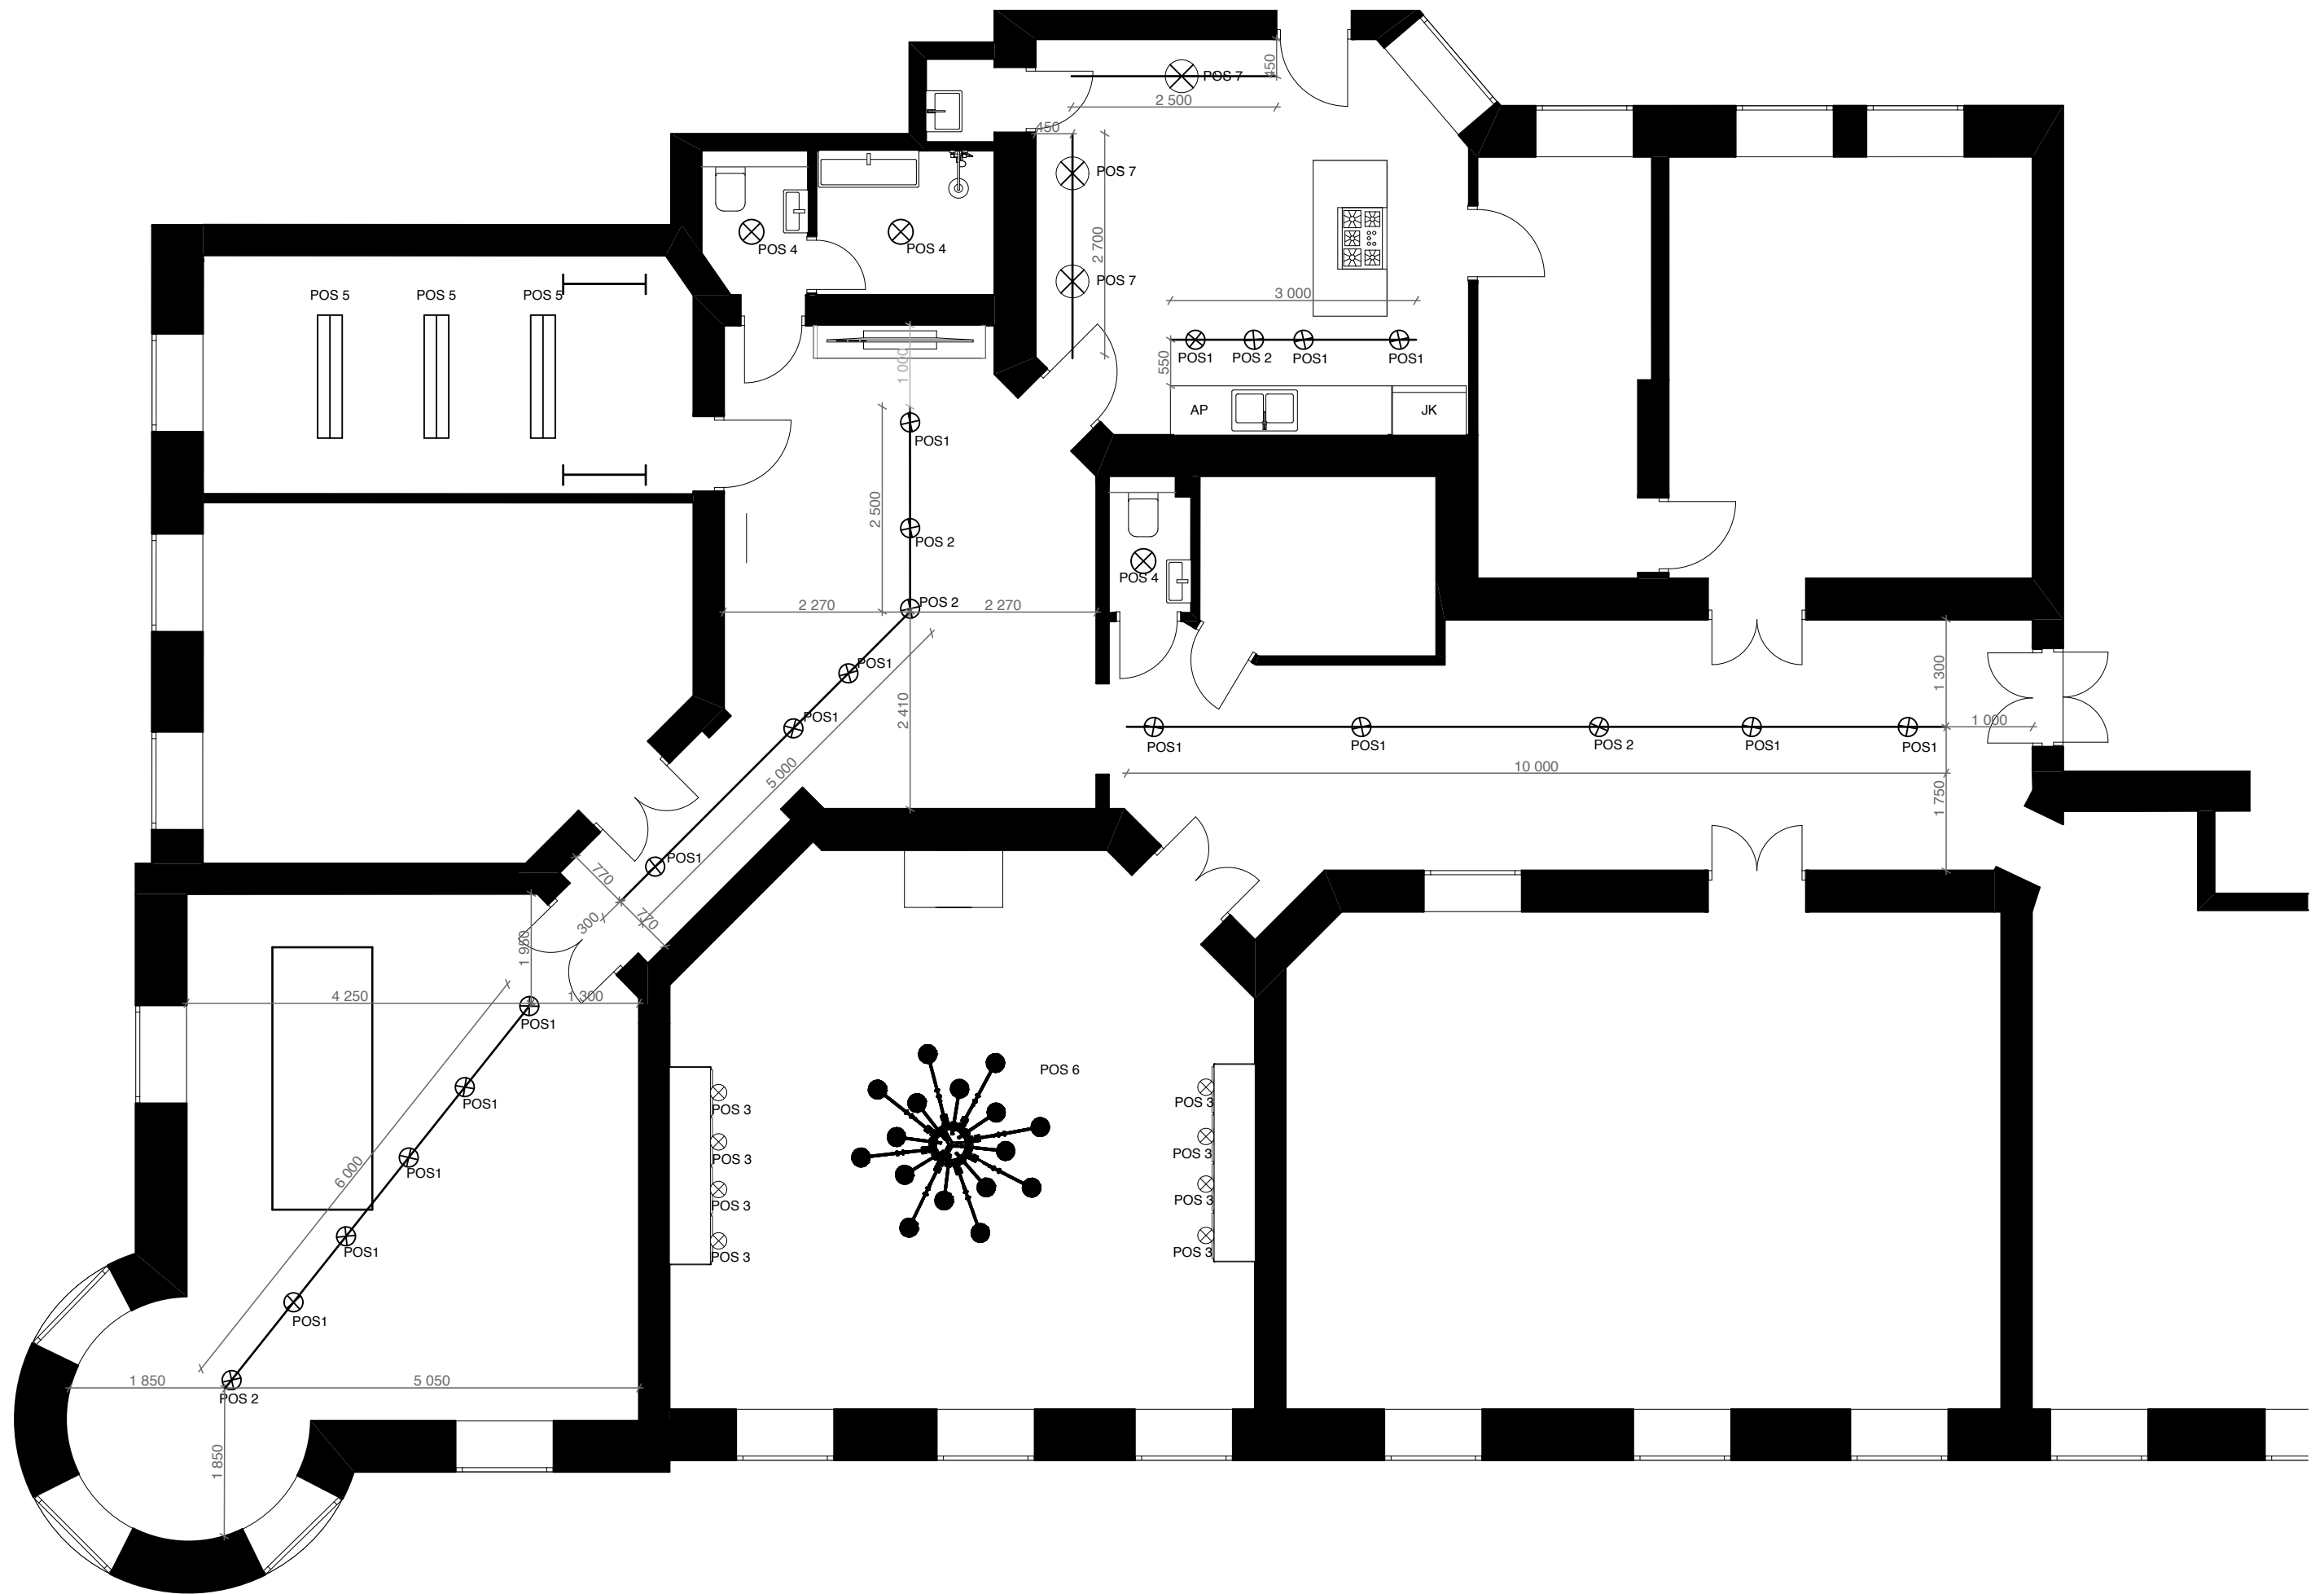 POS 7
450
2 500
450
POS 7
2 700
POS 7
POS 4
POS 4
POS 5
POS 5
POS 5
3 000
POS1
POS 2
POS1
POS1
550
1 000
AP
JK
POS1
2 500
POS 2
POS 2
2 270
2 270
POS 4
POS1
POS1
2 410
5 000
1 300
1 000
POS1
POS1
POS 2
POS1
POS1
10 000
1 750
POS1
770
770
300
1 950
4 250
1 300
POS1
POS1
POS1
6 000
POS1
POS1
POS 2
1 850
5 050
1 850
POS 6
POS 3
POS 3
POS 3
POS 3
POS 3
POS 3
POS 3
POS 3